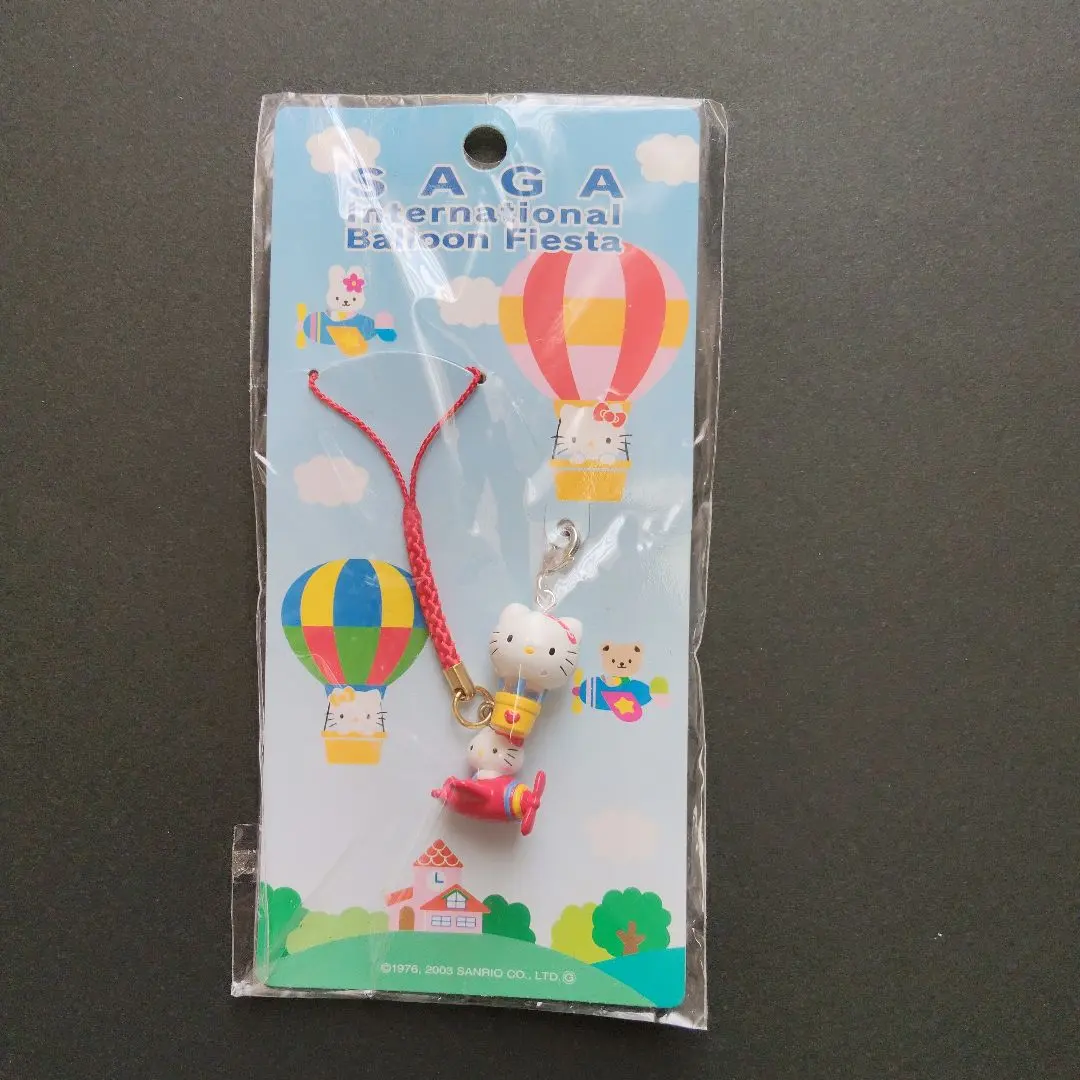 SAGA
International
Balloon Fiesta
©1976, 2003 SANRIO CO., LTD. Ⓖ